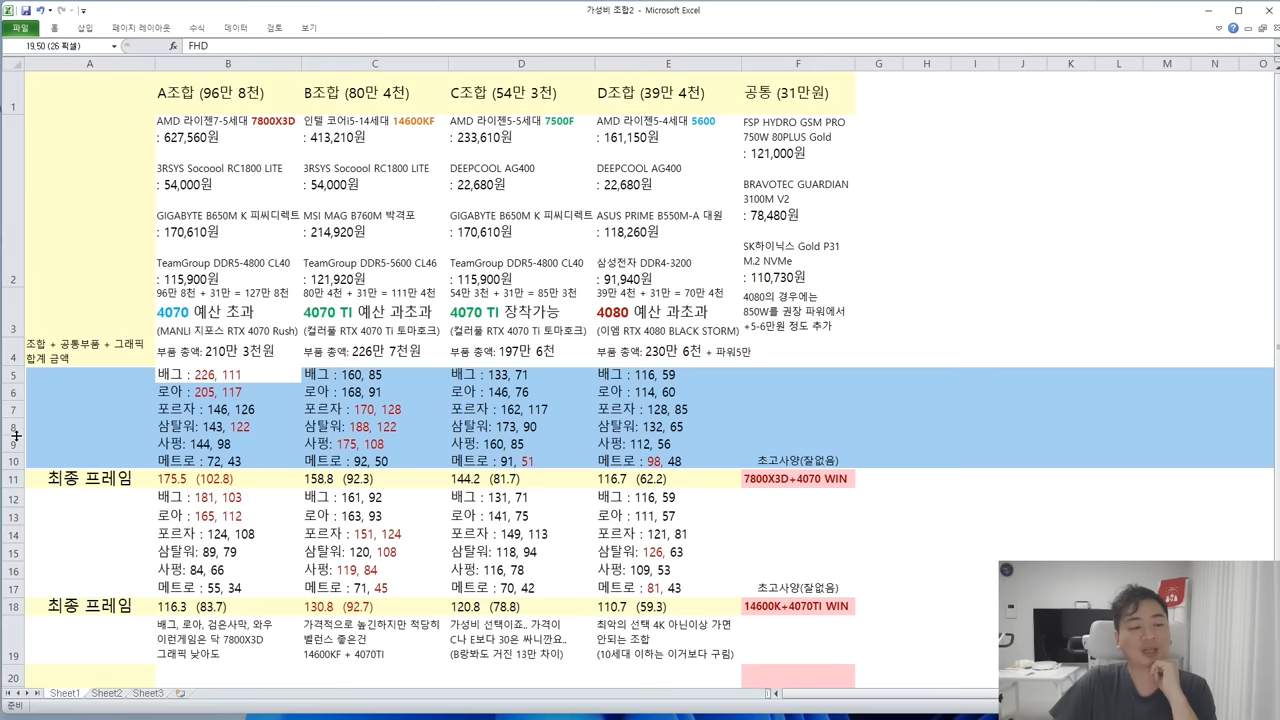 가성비 조합2 - Microsoft Excel
파일 홈 삽입 페이지 레이아웃 수식 데이터 검토 보기
19.50 (26 픽셀) fx FHD
A B C D E F G H I J K L M N O
1 A조합 (96만 8천) B조합 (80만 4천) C조합 (54만 3천) D조합 (39만 4천) 공통 (31만원)
AMD 라이젠7-5세대 7800X3D
: 627,560원
3RSYS Socoool RC1800 LITE
: 54,000원
GIGABYTE B650M K 피씨디렉트
: 170,610원
TeamGroup DDR5-4800 CL40
: 115,900원
인텔 코어i5-14세대 14600KF
: 413,210원
3RSYS Socoool RC1800 LITE
: 54,000원
MSI MAG B760M 박격포
: 214,920원
TeamGroup DDR5-5600 CL46
: 121,920원
AMD 라이젠5-5세대 7500F
: 233,610원
DEEPCOOL AG400
: 22,680원
GIGABYTE B650M K 피씨디렉트
: 170,610원
TeamGroup DDR5-4800 CL40
: 115,900원
AMD 라이젠5-4세대 5600
: 161,150원
DEEPCOOL AG400
: 22,680원
ASUS PRIME B550M-A 대원
: 118,260원
삼성전자 DDR4-3200
: 91,940원
FSP HYDRO GSM PRO
750W 80PLUS Gold
: 121,000원
BRAVOTEC GUARDIAN
3100M V2
: 78,480원
SK하이닉스 Gold P31
M.2 NVMe
: 110,730원
2
96만 8천 + 31만 = 127만 8천
4070 예산 초과
(MANLI 지포스 RTX 4070 Rush)
80만 4천 + 31만 = 111만 4천
4070 TI 예산 과초과
(컬러풀 RTX 4070 Ti 토마호크)
54만 3천 + 31만 = 85만 3천
4070 TI 장착가능
(컬러풀 RTX 4070 Ti 토마호크)
39만 4천 + 31만 = 70만 4천
4080 예산 과초과
(이엠 RTX 4080 BLACK STORM)
4080의 경우에는
850W를 권장 파워에서
+5-6만원 정도 추가
3
조합 + 공통부품 + 그래픽
합계 금액
4 부품 총액: 210만 3천원 부품 총액: 226만 7천원 부품 총액: 197만 6천 부품 총액: 230만 6천 + 파워5만
5 배그 : 226, 111 배그 : 160, 85 배그 : 133, 71 배그 : 116, 59
6 로아 : 205, 117 로아 : 168, 91 로아 : 146, 76 로아 : 114, 60
7 포르자 : 146, 126 포르자 : 170, 128 포르자 : 162, 117 포르자 : 128, 85
8 삼탈워: 143, 122 삼탈워 : 188, 122 삼탈워 : 173, 90 삼탈워 : 132, 65
9 사펑: 144, 98 사펑: 175, 108 사펑: 160, 85 사펑: 112, 56
10 메트로 : 72, 43 메트로 : 92, 50 메트로 : 91, 51 메트로 : 98, 48 초고사양(잘없음)
11 최종 프레임 175.5 (102.8) 158.8 (92.3) 144.2 (81.7) 116.7 (62.2) 7800X3D+4070 WIN
12 배그 : 181, 103 배그 : 161, 92 배그 : 131, 71 배그 : 116, 59
13 로아 : 165, 112 로아 : 163, 93 로아 : 141, 75 로아 : 111, 57
14 포르자 : 124, 108 포르자 : 151, 124 포르자 : 149, 113 포르자 : 121, 81
15 삼탈워: 89, 79 삼탈워: 120, 108 삼탈워: 118, 94 삼탈워: 126, 63
16 사펑: 84, 66 사펑: 119, 84 사펑: 116, 78 사펑: 109, 53
17 메트로 : 55, 34 메트로 : 71, 45 메트로 : 70, 42 메트로 : 81, 43 초고사양(잘없음)
18 최종 프레임 116.3 (83.7) 130.8 (92.7) 120.8 (78.8) 110.7 (59.3) 14600K+4070TI WIN
배그, 로아, 검은사막, 와우
이런게임은 닥 7800X3D
그래픽 낮아도
가격적으로 높긴하지만 적당히
벨런스 좋은건
14600KF + 4070TI
가성비 선택이죠.. 가격이
C나 E보다 30은 싸니깐요..
(B랑봐도 거진 13만 차이)
최악의 선택 4K 아닌이상 가면
안되는 조합
(10세대 이하는 이거보다 구림)
19
20
Sheet1 Sheet2 Sheet3
준비